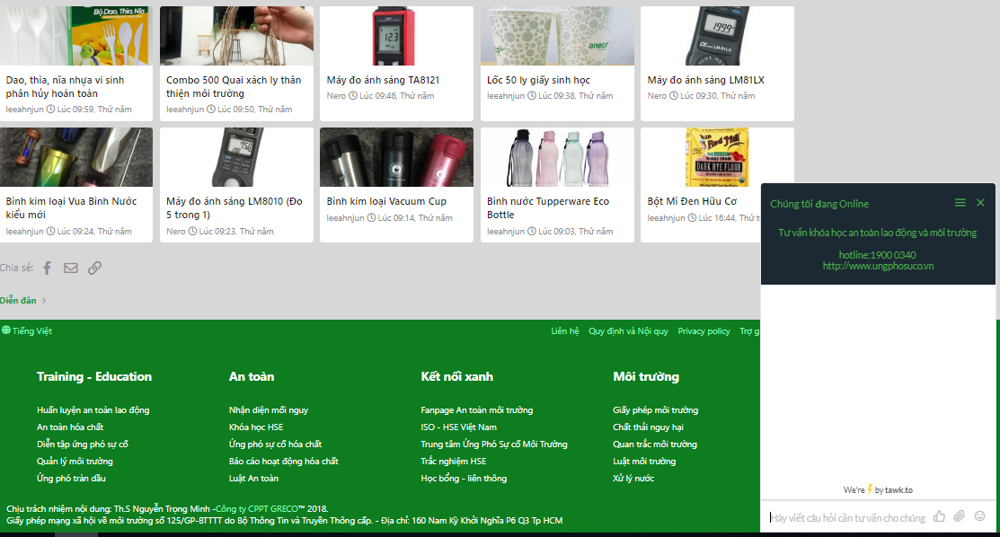 Bộ Dao, Thìa, Nĩa
Dao, thìa, nĩa nhựa vi sinh
phân hủy hoàn toàn
leeahnjun Lúc 09:59, Thứ năm
Combo 500 Quai xách ly thân
thiện môi trường
leeahnjun Lúc 09:50, Thứ năm
123
Máy đo ánh sáng TA8121
Nero Lúc 09:46, Thứ năm
aneco
Lốc 50 ly giấy sinh học
leeahnjun Lúc 09:38, Thứ năm
1999
LM-81LX
Máy đo ánh sáng LM81LX
Nero Lúc 09:30, Thứ năm
Bình kim loại Vua Bình Nước
kiểu mới
leeahnjun Lúc 09:24, Thứ năm
Máy đo ánh sáng LM8010 (Đo
5 trong 1)
Nero Lúc 09:23, Thứ năm
Bình kim loại Vacuum Cup
leeahnjun Lúc 09:14, Thứ năm
Bình nước Tupperware Eco
Bottle
leeahnjun Lúc 09:03, Thứ năm
Red Mill
WHOLE GRAIN
DARK RYE FLOUR
Bột Mì Đen Hữu Cơ
leeahnjun Lúc 16:44, Thứ t
Chúng tôi đang Online
Tư vấn khóa học an toàn lao động và môi trường
hotline:1900 0340
http://www.ungphosuco.vn
Chia sẻ:
Diễn đàn
Tiếng Việt
Liên hệ Quy định và Nội quy Privacy policy Trợ g
Training - Education
Huấn luyện an toàn lao động
An toàn hóa chất
Diễn tập ứng phó sự cố
Quản lý môi trường
Ứng phó tràn dầu
An toàn
Nhận diện mối nguy
Khóa học HSE
Ứng phó sự cố hóa chất
Báo cáo hoạt động hóa chất
Luật An toàn
Kết nối xanh
Fanpage An toàn môi trường
ISO - HSE Việt Nam
Trung tâm Ứng Phó Sự cố Môi Trường
Trắc nghiệm HSE
Học bổng - liên thông
Môi trường
Giấy phép môi trường
Chất thải nguy hại
Quan trắc môi trường
Luật môi trường
Xử lý nước
We're by tawk.to
Hãy viết câu hỏi cần tư vấn cho chúng
Chịu trách nhiệm nội dung: Th.S Nguyễn Trọng Minh -Công ty CPPT GRECO™ 2018.
Giấy phép mạng xã hội về môi trường số 125/GP-BTTTT do Bộ Thông Tin và Truyền Thông cấp. - Địa chỉ: 160 Nam Kỳ Khởi Nghĩa P6 Q3 Tp HCM